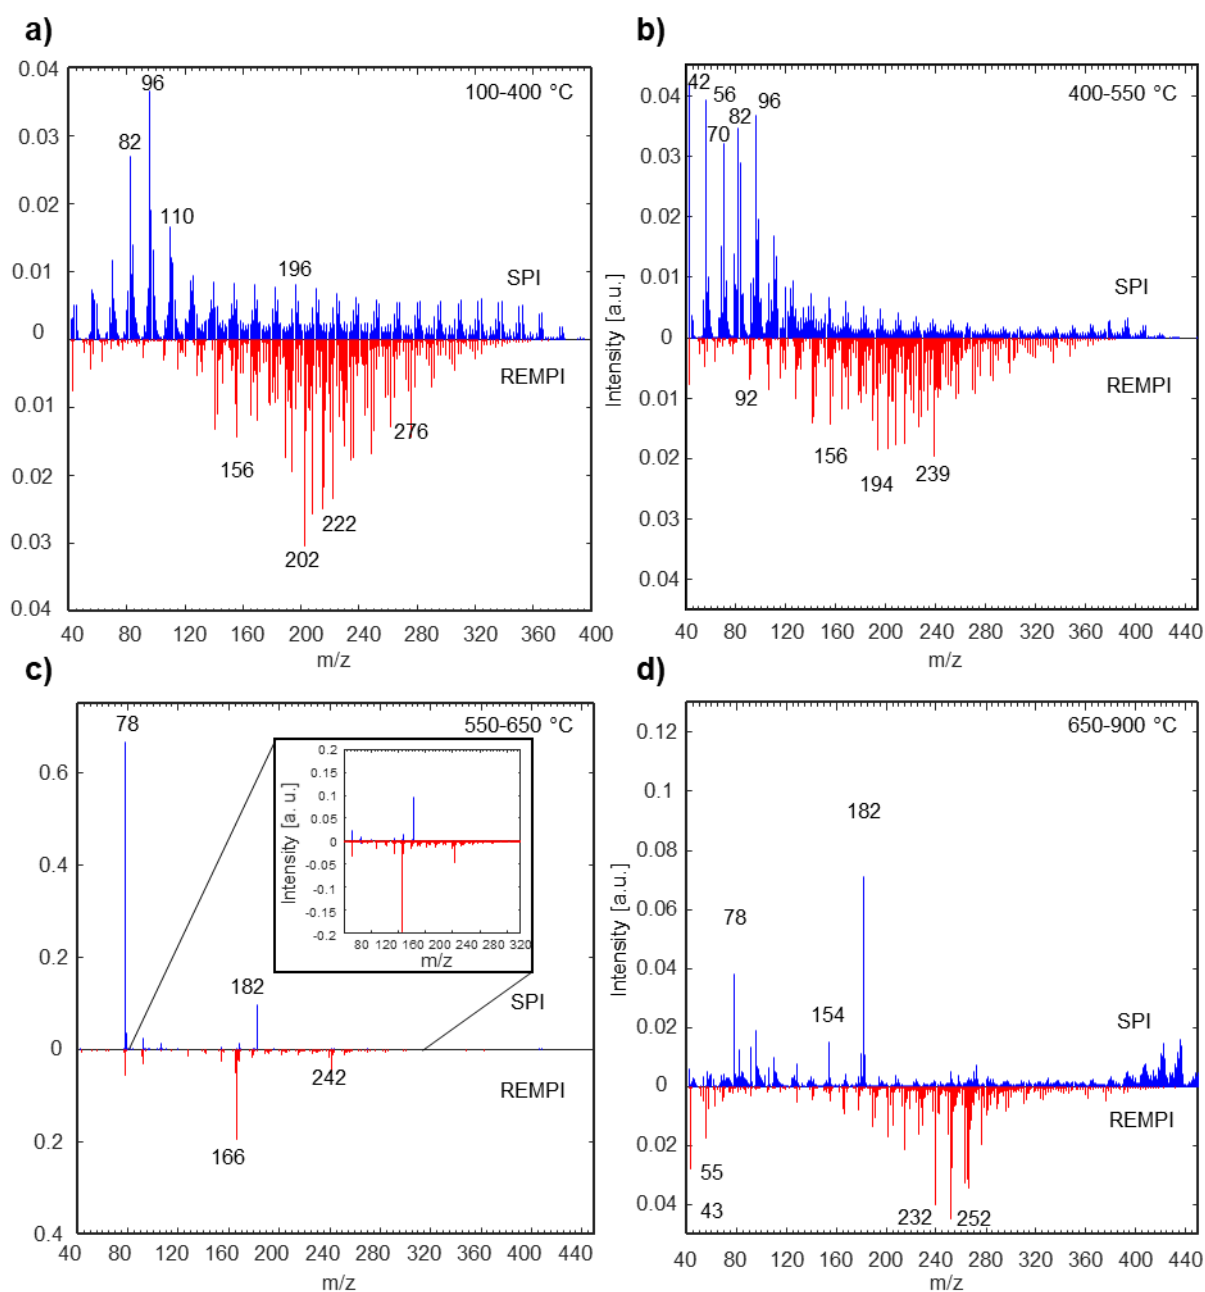 a)
0.04
0.03
0.02
0.01
0
0.01
0.02
0.03
0.04
100-400 °C
96
82
110
196
SPI
REMPI
156
276
222
202
40 80 120 160 200 240 280 320 360 400
m/z
b)
Intensity [a.u.]
0.04
0.03
0.02
0.01
0
0.01
0.02
0.03
0.04
400-550 °C
42
56
96
82
70
SPI
REMPI
92
156
194
239
40 80 120 160 200 240 280 320 360 400 440
m/z
c)
0.6
0.4
0.2
0
0.2
0.4
78
550-650 °C
Intensity [a. u.]
0.2
0.15
0.1
0.05
0
-0.05
-0.1
-0.15
-0.2
80 120 160 200 240 280 320
m/z
182
SPI
242
REMPI
166
40 80 120 160 200 240 280 320 360 400 440
m/z
d)
Intensity [a.u.]
0.12
0.1
0.08
0.06
0.04
0.02
0
0.02
0.04
650-900 °C
182
78
154
SPI
REMPI
55
43
232
252
40 80 120 160 200 240 280 320 360 400 440
m/z